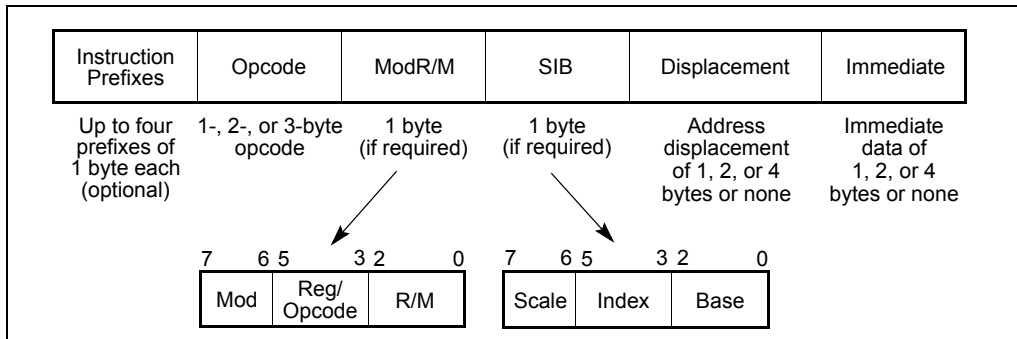 Instruction Prefixes
Opcode
ModR/M
SIB
Displacement
Immediate
Up to four
prefixes of
1 byte each
(optional)
1-, 2-, or 3-byte
opcode
1 byte
(if required)
1 byte
(if required)
Address
displacement
of 1, 2, or 4
bytes or none
Immediate
data of
1, 2, or 4
bytes or none
7 6 5 3 2 0
Mod
Reg/
Opcode
R/M
7 6 5 3 2 0
Scale
Index
Base